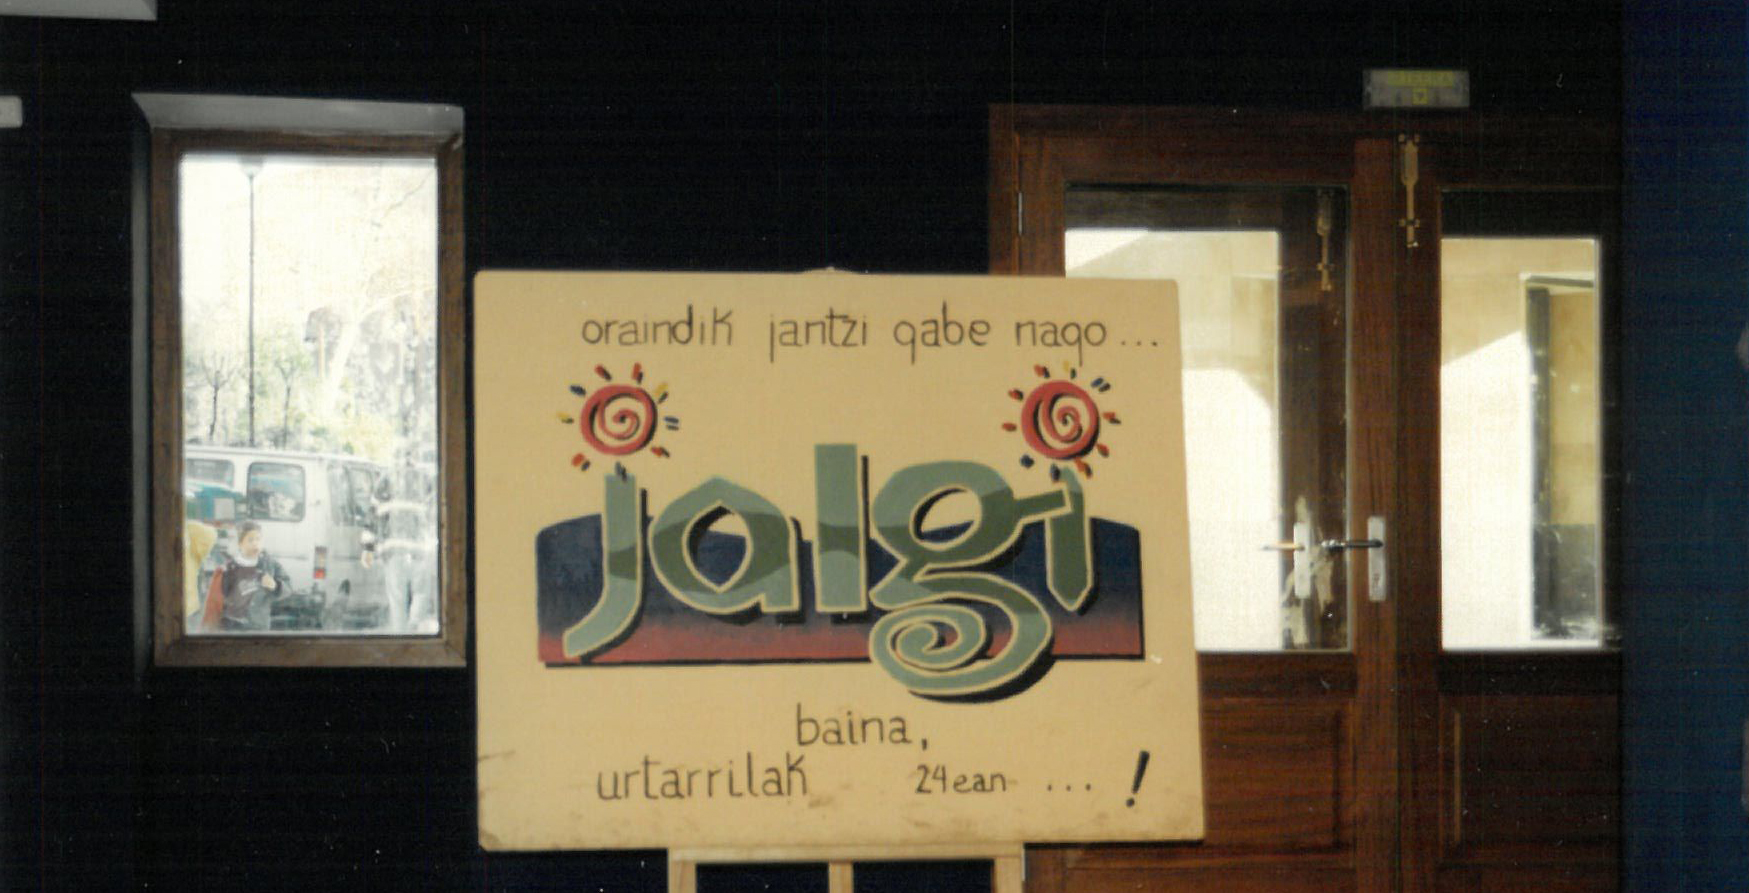 oraindik jantzi gabe nago...
jalgi
baina,
urtarrilak 24ean ... !